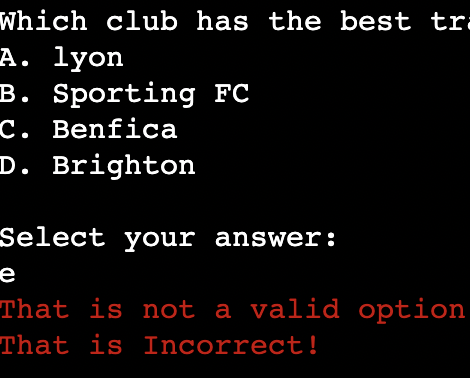 Which club has the best
A. lyon
B. Sporting FC
C. Benfica
D. Brighton
Select your answer:
e
That is not a valid option
That is Incorrect!